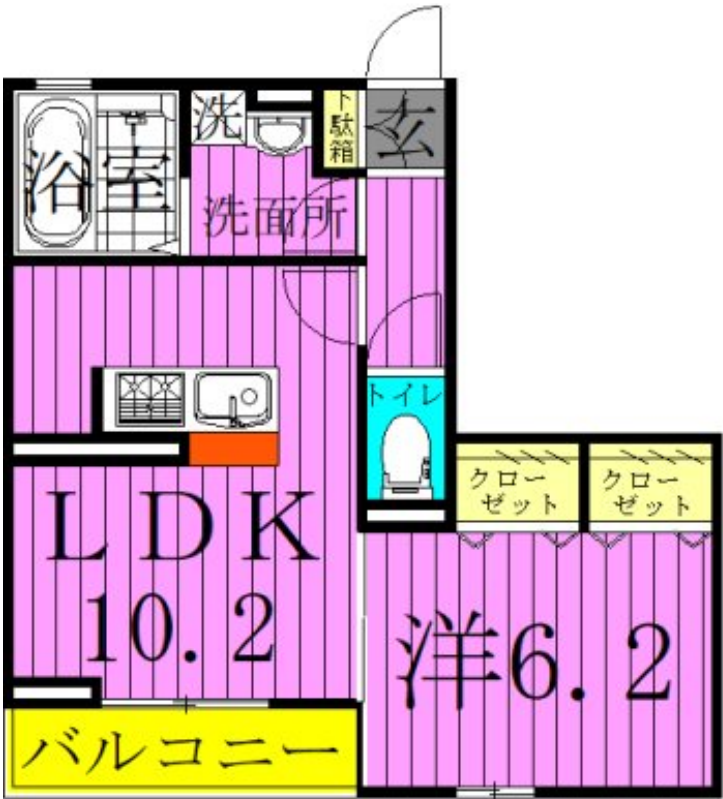 洗
下
駄
箱
玄
浴室
洗面所
トイレ
クロー
ゼット
クロー
ゼット
LDK
10.2
洋6.2
バルコニー